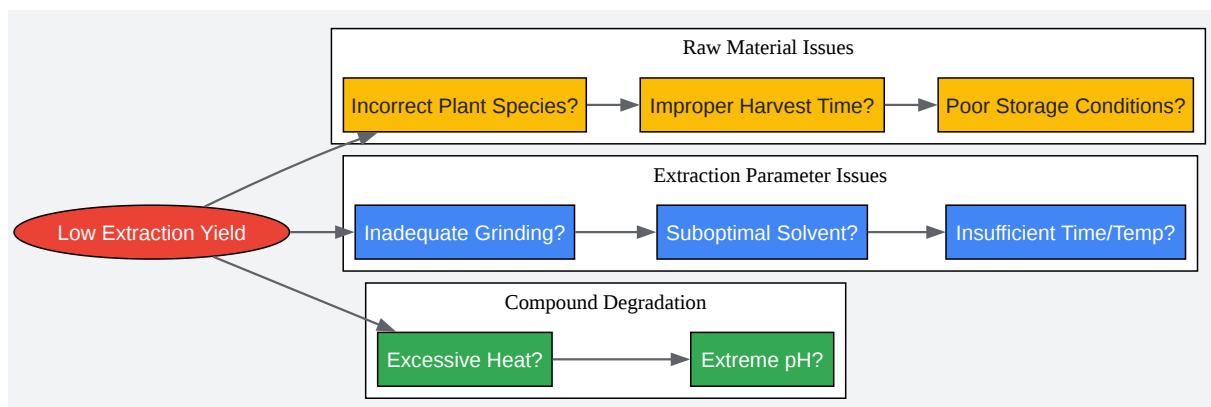 Raw Material Issues
Incorrect Plant Species?
Improper Harvest Time?
Poor Storage Conditions?
Extraction Parameter Issues
Low Extraction Yield
Inadequate Grinding?
Suboptimal Solvent?
Insufficient Time/Temp?
Compound Degradation
Excessive Heat?
Extreme pH?